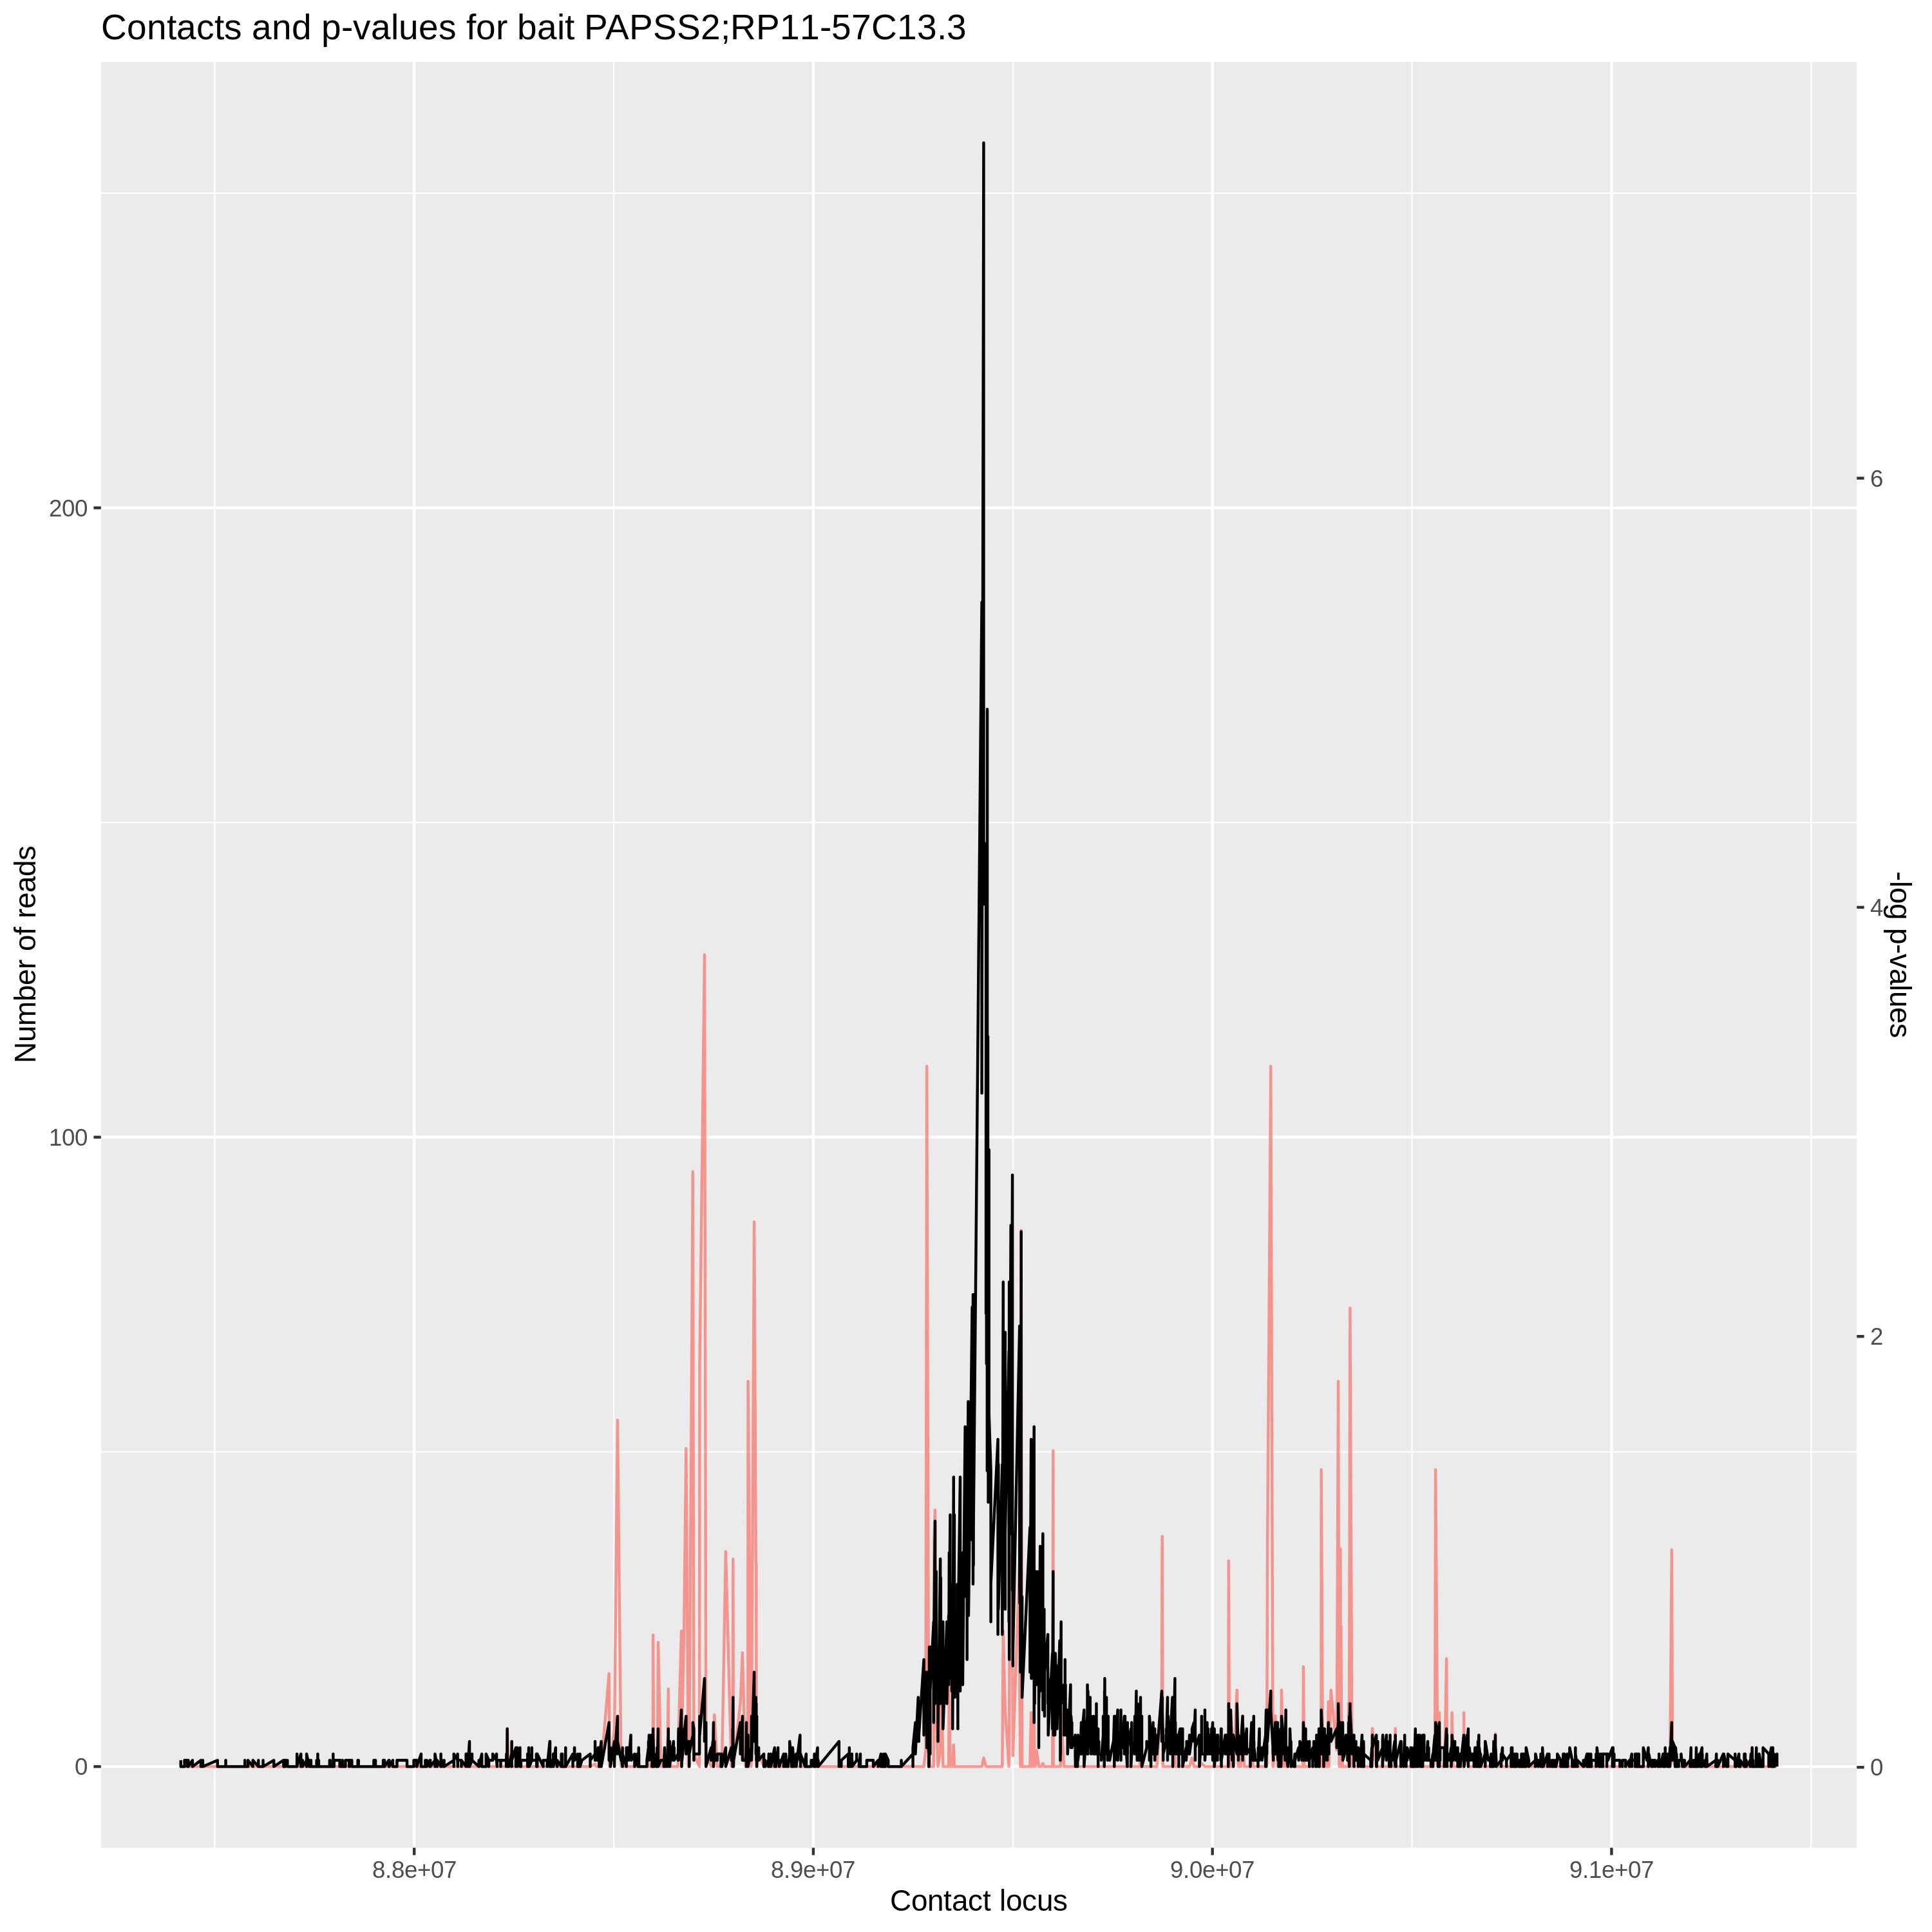 Contacts and p-values for bait PAPSS2;RP11-57C13.3
Number of reads
200
100
0
6
4
2
0
-log p-values
8.8e+07
8.9e+07
9.0e+07
9.1e+07
Contact locus